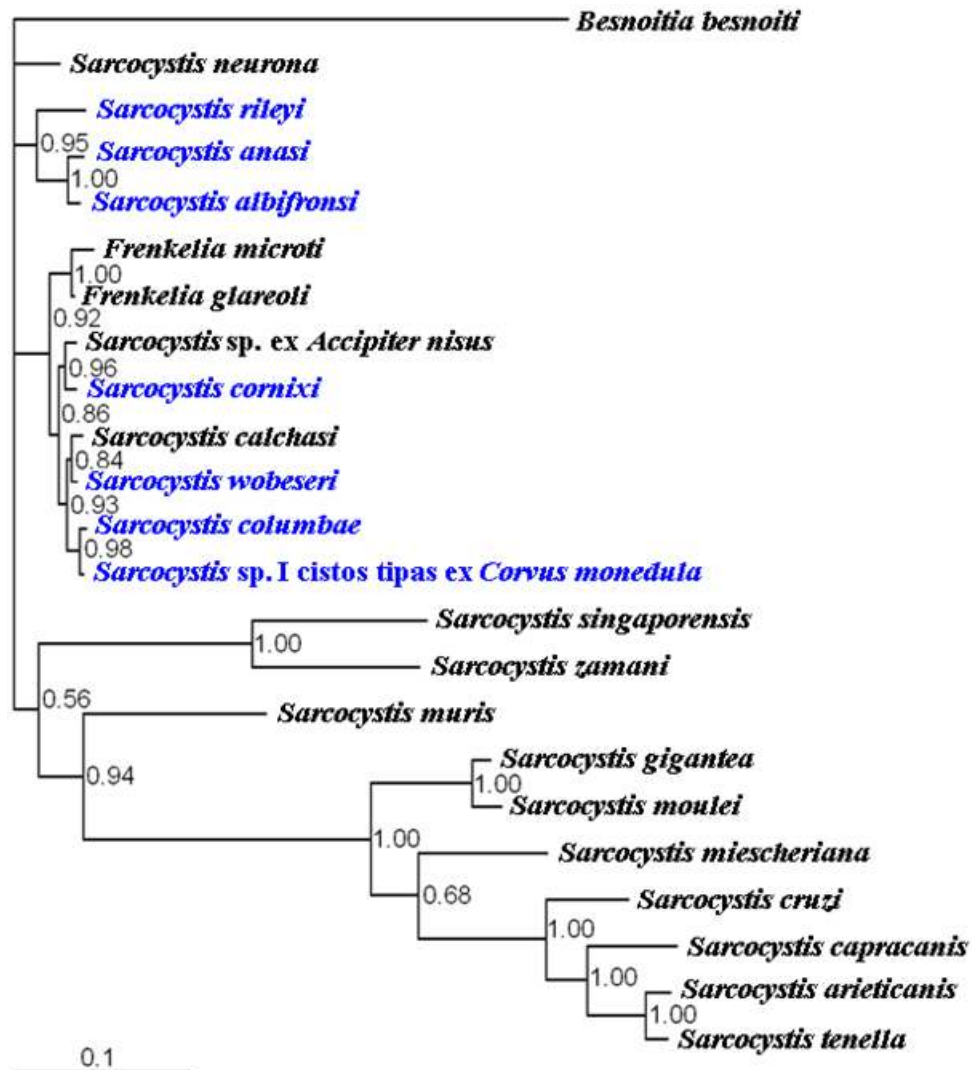 Besnoitia besnoiti
Sarcocystis neurona
Sarcocystis rileyi
0.95
Sarcocystis anasi
1.00
Sarcocystis albifronsi
Frenkelia microti
1.00
Frenkelia glareoli
0.92
Sarcocystis sp. ex Accipiter nisus
0.96
Sarcocystis cornixi
0.86
Sarcocystis calchasi
0.84
Sarcocystis wobeseri
0.93
Sarcocystis columbae
0.98
Sarcocystis sp. I cistos tipas ex Corvus monedula
Sarcocystis singaporensis
1.00
Sarcocystis zamani
0.56
Sarcocystis muris
0.94
Sarcocystis gigantea
1.00
Sarcocystis moulei
1.00
Sarcocystis miescheriana
0.68
Sarcocystis cruzi
1.00
Sarcocystis capracanis
1.00
Sarcocystis arieticanis
1.00
Sarcocystis tenella
0.1